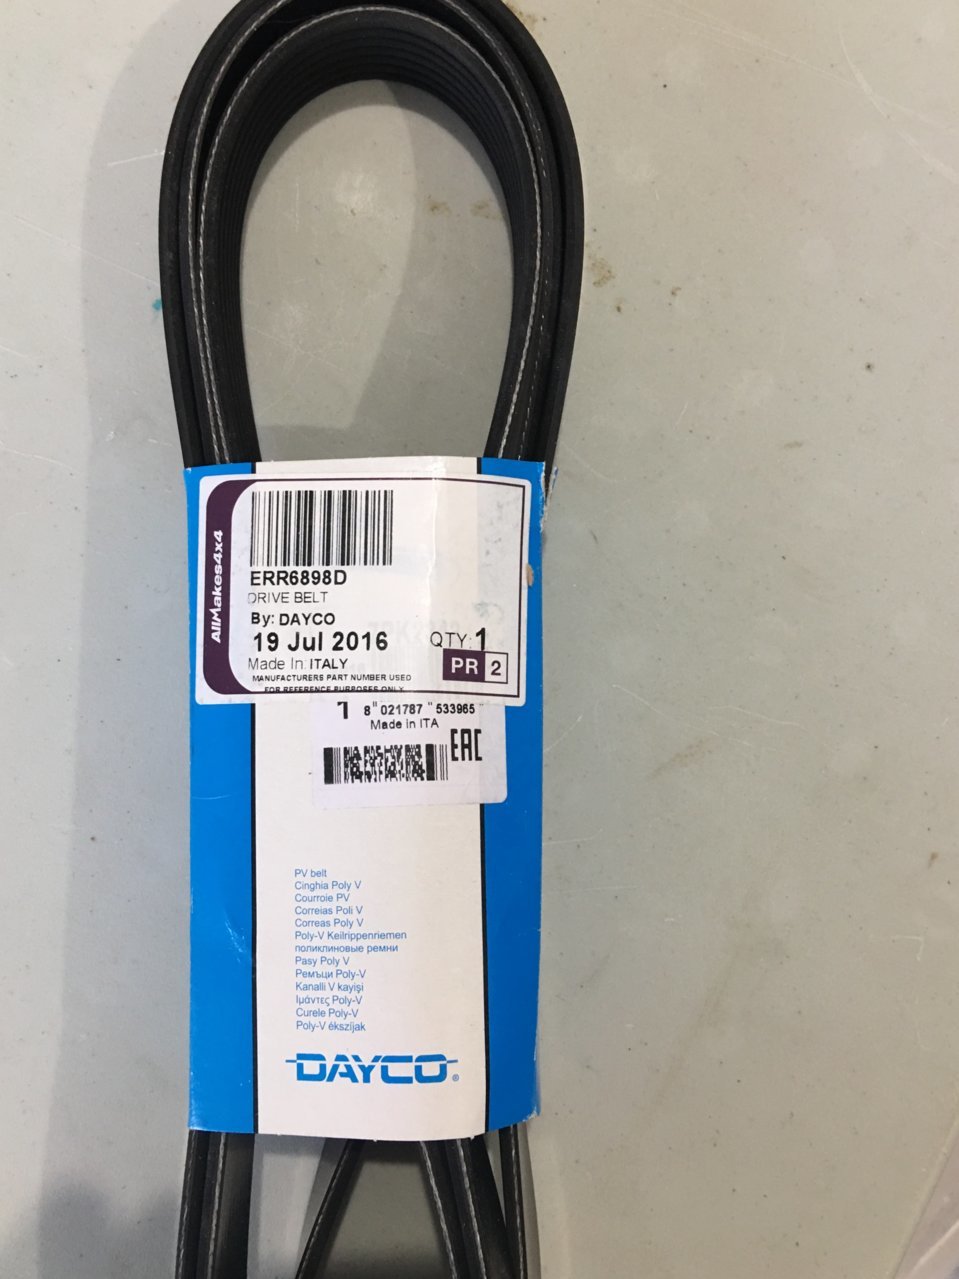 AllMakes4x4
ERR6898D
DRIVE BELT
By: DAYCO
19 Jul 2016
QTY: 1
Made In: ITALY
PR 2
MANUFACTURERS PART NUMBER USED
FOR REFERENCE PURPOSES ONLY
1 8 021787 533965
Made in ITA
EAC
PV belt
Cinghia Poly V
Courroie PV
Correias Poli V
Correas Poly V
Poly-V Keilrippenriemen
поликлиновые ремни
Pasy Poly V
Ремъци Poly-V
Kanalli V kayişi
Ιμάντες Poly-V
Curele Poly-V
Poly-V ékszíjak
DAYCO®